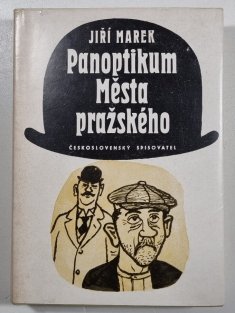 JIŘÍ MAREK
Panoptikum
Města
pražského
ČESKOSLOVENSKÝ SPISOVATEL